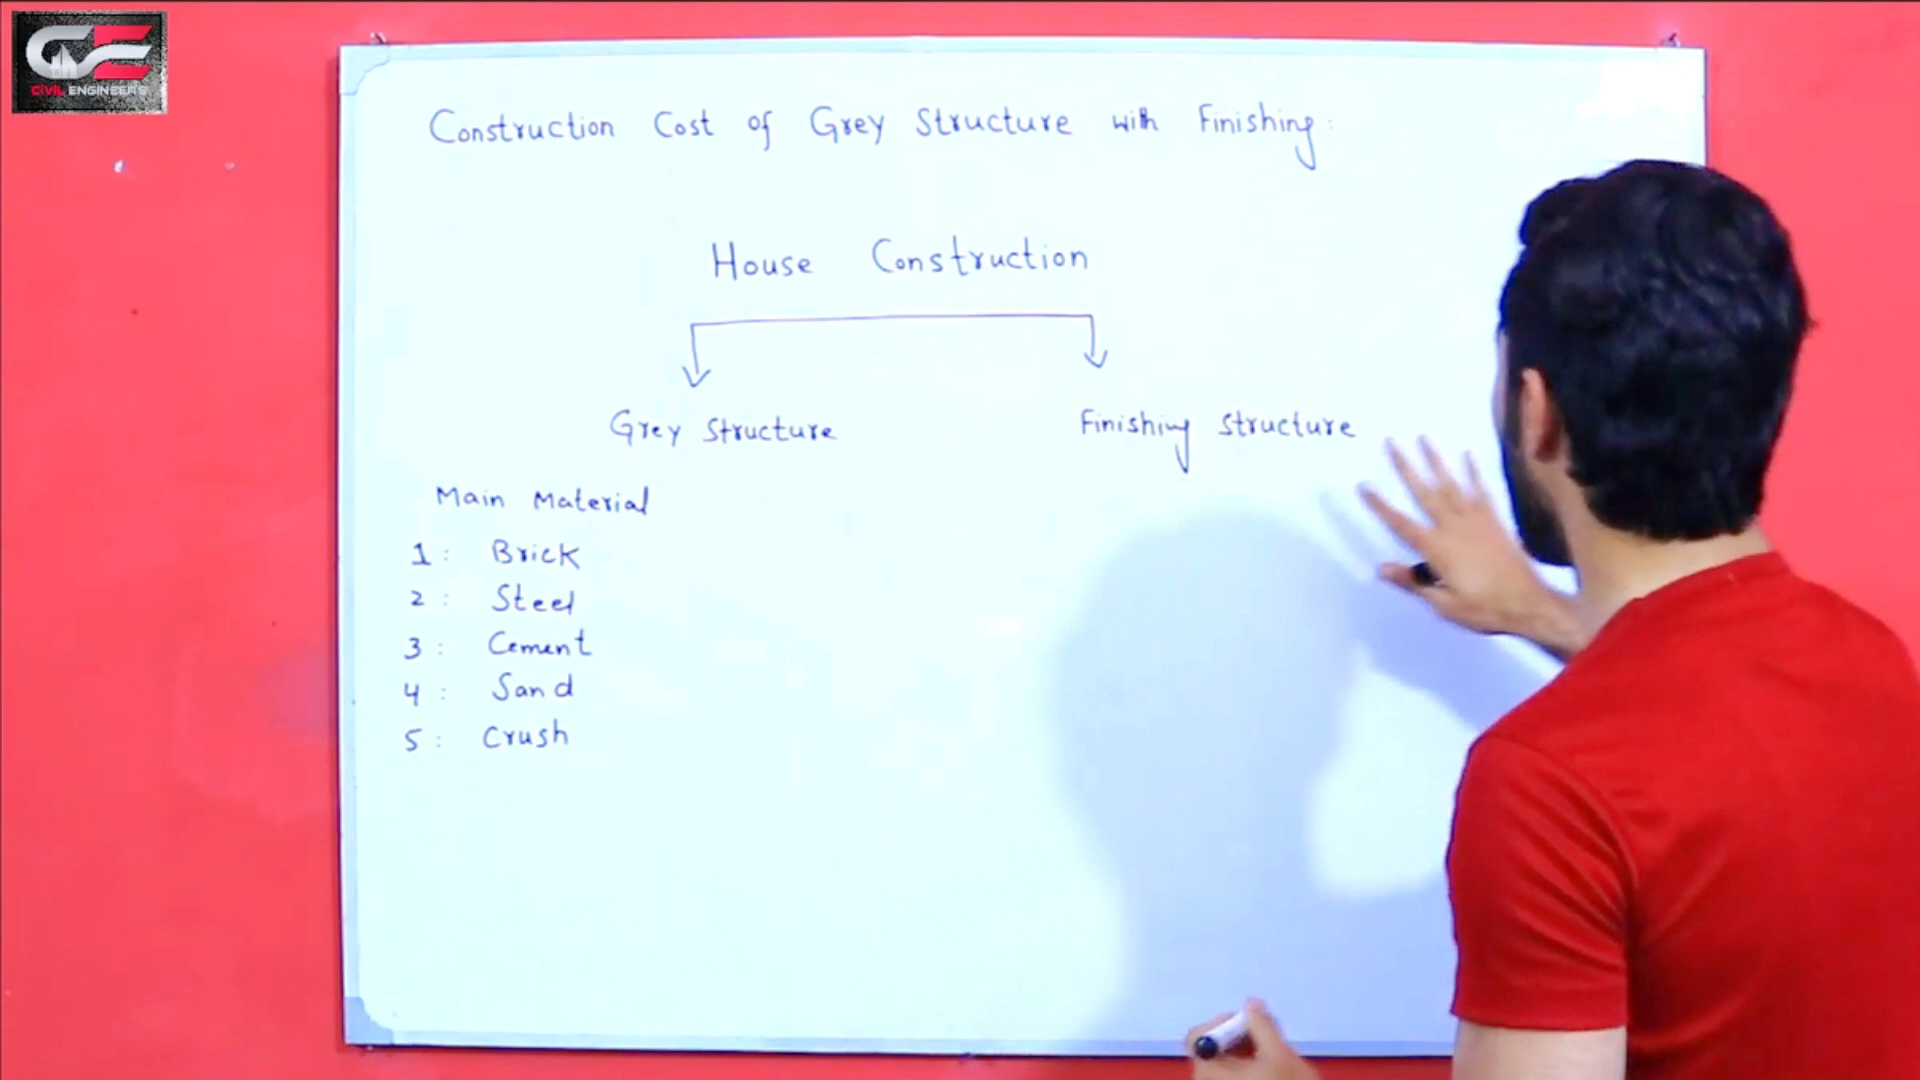 CIVIL ENGINEER'S
Construction Cost of Grey Structure with Finishing:
House Construction
Grey Structure
Finishing Structure
Main Material
1: Brick
2: Steel
3: Cement
4: Sand
5: Crush